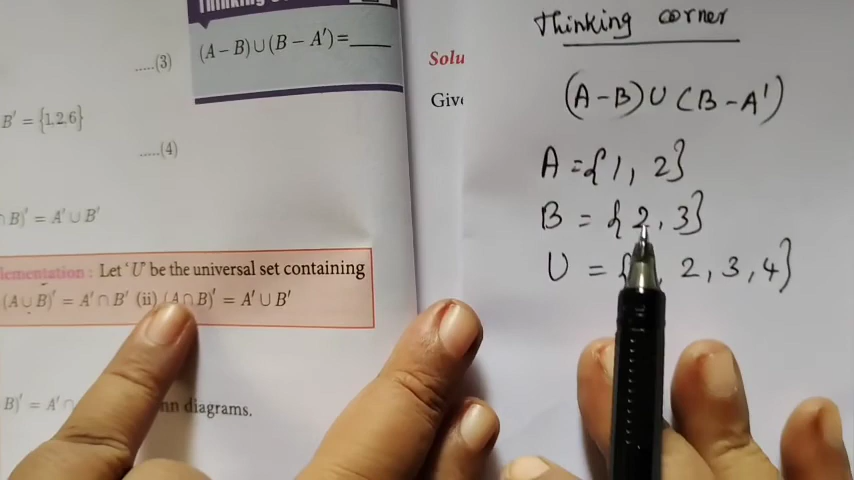 (A – B) ∪ (B – A′) = ____
.....(3)
B′ = {1,2,6}
.....(4)
B)′ = A′ ∪ B′
lementation : Let ‘U’ be the universal set containing
(A ∪ B)′ = A′ ∩ B′ (ii) (A ∩ B)′ = A′ ∪ B′
B)′ = A′ ∩
nn diagrams.
Solu
Give
Thinking corner
(A – B) ∪ (B – A′)
A = {1, 2}
B = {2, 3}
U = { , 2, 3, 4}